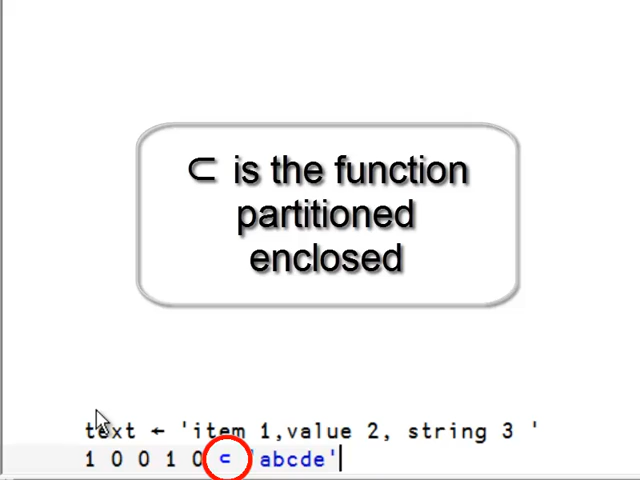 ⊂ is the function
partitioned
enclosed
text ← 'item 1,value 2, string 3 '
1 0 0 1 0 ⊂ 'abcde'